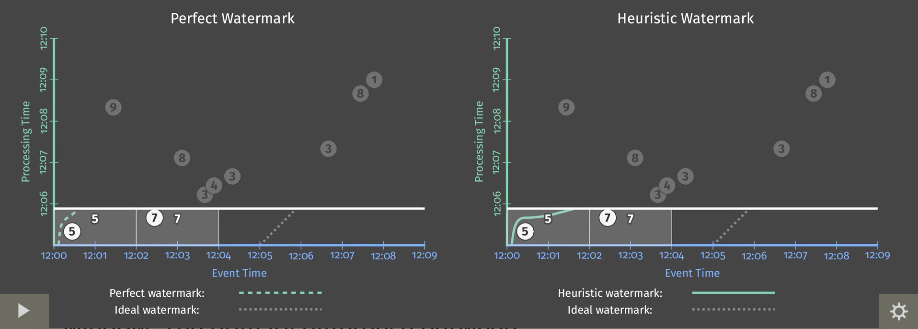 Perfect Watermark
Processing Time
12:10
12:09
12:08
12:07
12:06
1
8
9
3
8
3
4
3
5
7
7
5
12:00 12:01 12:02 12:03 12:04 12:05 12:06 12:07 12:08 12:09
Event Time
Perfect watermark:
Ideal watermark:
Heuristic Watermark
Processing Time
12:10
12:09
12:08
12:07
12:06
1
8
9
3
8
3
4
3
5
7
7
5
12:00 12:01 12:02 12:03 12:04 12:05 12:06 12:07 12:08 12:09
Event Time
Heuristic watermark:
Ideal watermark: